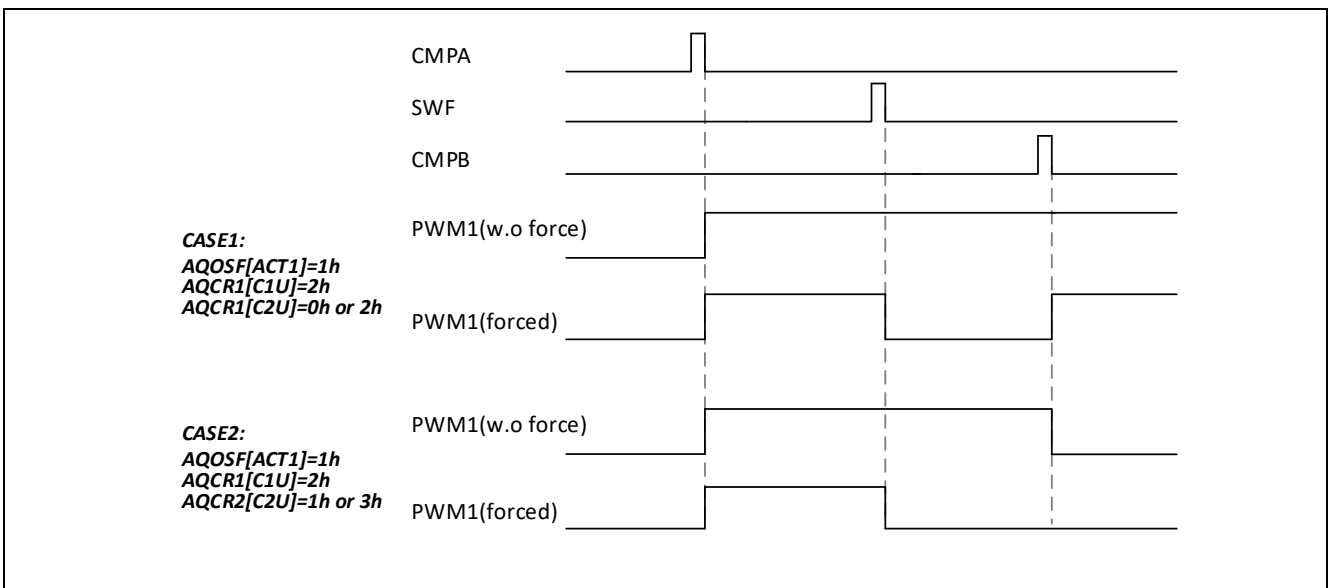 CMPA
SWF
CMPB
PWM1(w.o force)
CASE1:
AQOSF[ACT1]=1h
AQCR1[C1U]=2h
AQCR1[C2U]=0h or 2h
PWM1(forced)
PWM1(w.o force)
CASE2:
AQOSF[ACT1]=1h
AQCR1[C1U]=2h
AQCR2[C2U]=1h or 3h
PWM1(forced)